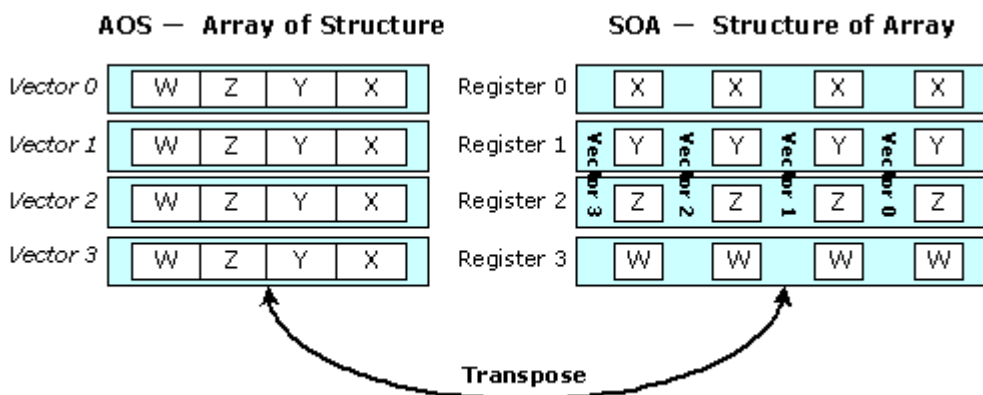 AOS — Array of Structure
Vector 0 W Z Y X
Vector 1 W Z Y X
Vector 2 W Z Y X
Vector 3 W Z Y X
SOA — Structure of Array
Register 0 X X X X
Register 1 Y Y Y Y
Register 2 Z Z Z Z
Register 3 W W W W
Vector 3
Vector 2
Vector 1
Vector 0
Transpose